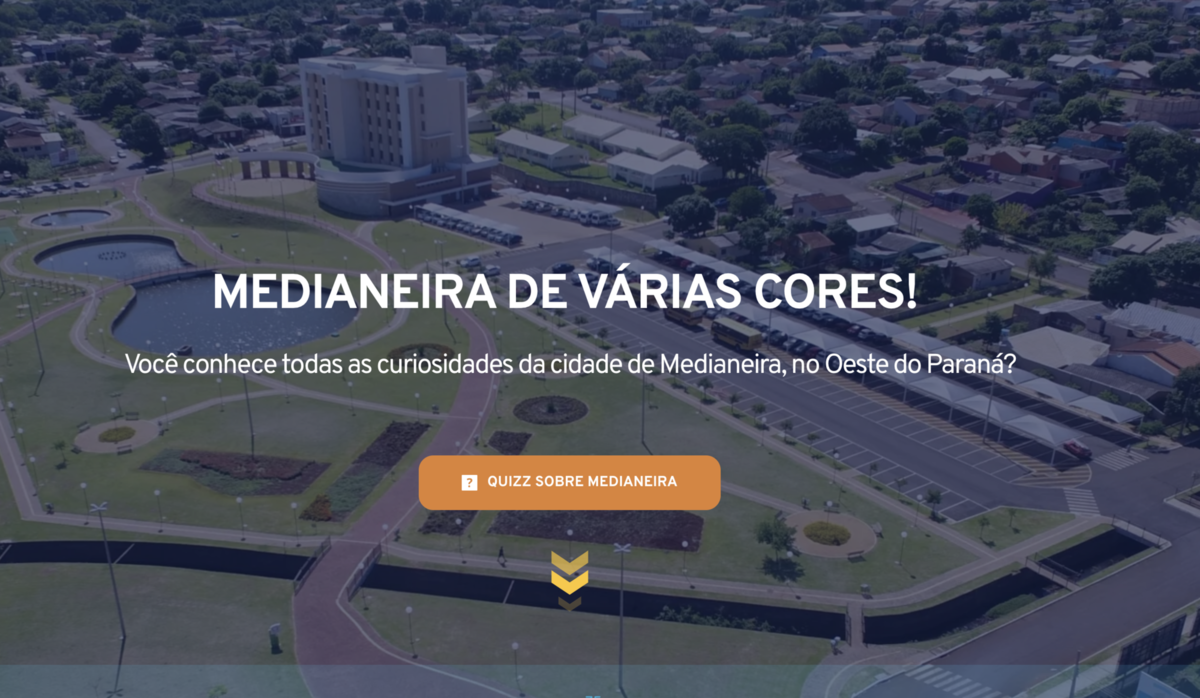 MEDIANEIRA DE VÁRIAS CORES!
Você conhece todas as curiosidades da cidade de Medianeira, no Oeste do Paraná?
QUIZZ SOBRE MEDIANEIRA